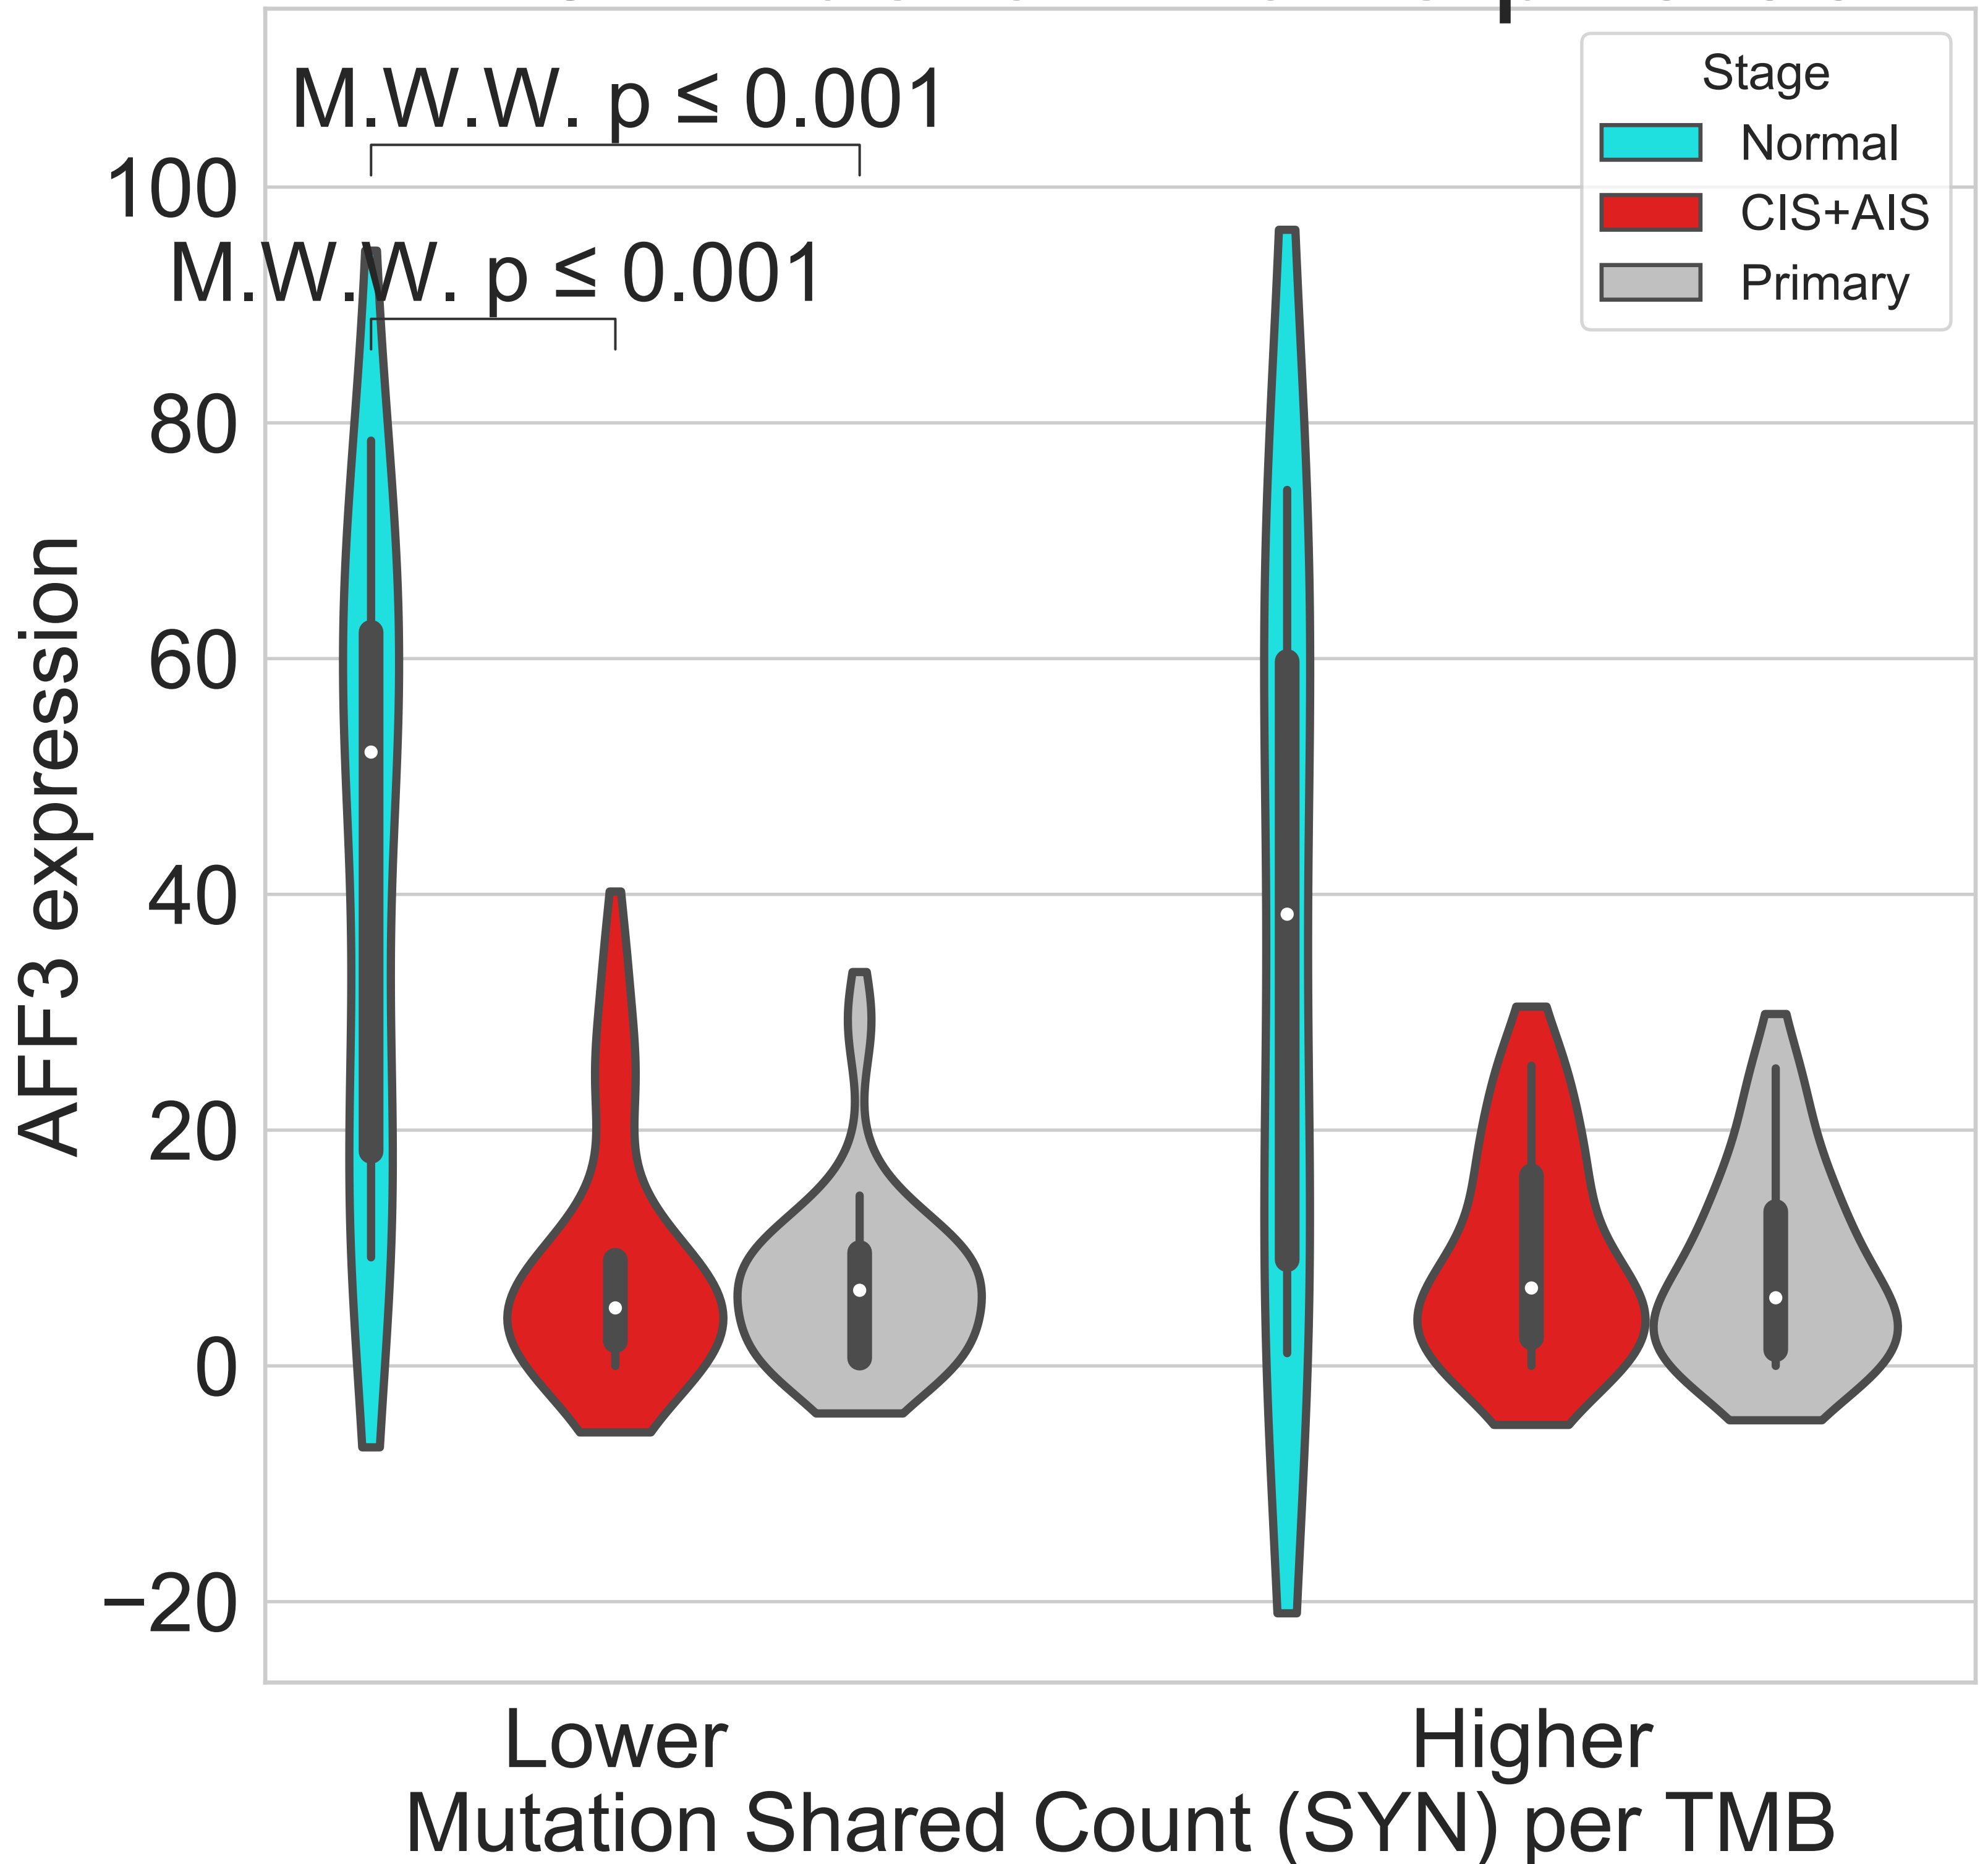 M.W.W. p ≤ 0.001
M.W.W. p ≤ 0.001
Stage
Normal
CIS+AIS
Primary
100
80
60
40
20
0
−20
AFF3 expression
Lower
Higher
Mutation Shared Count (SYN) per TMB